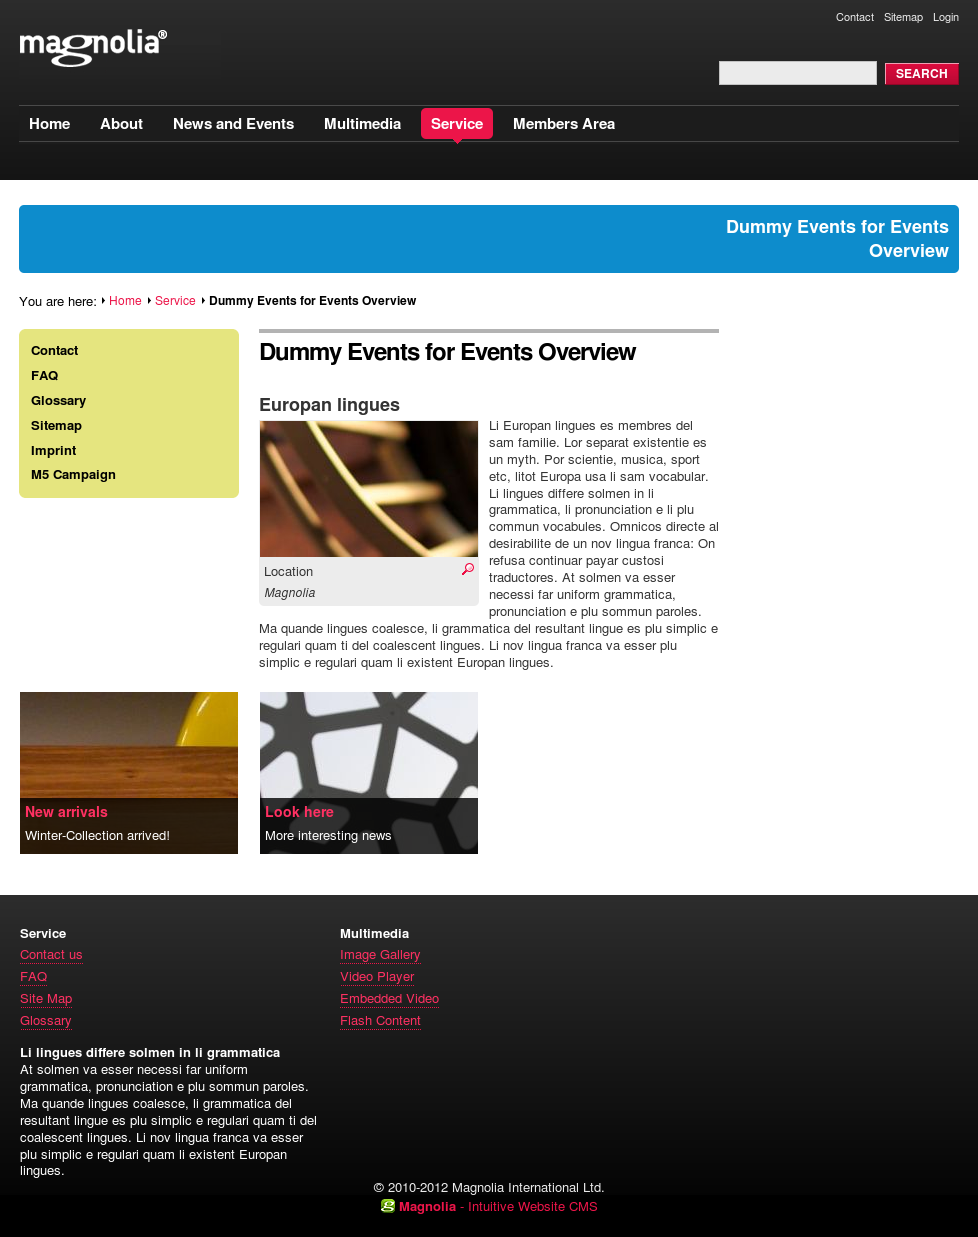 Contact Sitemap Login
magnolia®
SEARCH
Home About News and Events Multimedia Service Members Area
Dummy Events for Events
Overview
You are here: Home Service Dummy Events for Events Overview
Contact
FAQ
Glossary
Sitemap
Imprint
M5 Campaign
Dummy Events for Events Overview
Europan lingues
Li Europan lingues es membres del
sam familie. Lor separat existentie es
un myth. Por scientie, musica, sport
etc, litot Europa usa li sam vocabular.
Li lingues differe solmen in li
grammatica, li pronunciation e li plu
commun vocabules. Omnicos directe al
desirabilite de un nov lingua franca: On
refusa continuar payar custosi
traductores. At solmen va esser
necessi far uniform grammatica,
pronunciation e plu sommun paroles.
Ma quande lingues coalesce, li grammatica del resultant lingue es plu simplic e
regulari quam ti del coalescent lingues. Li nov lingua franca va esser plu
simplic e regulari quam li existent Europan lingues.
Location
Magnolia
New arrivals
Winter-Collection arrived!
Look here
More interesting news
Service
Contact us
FAQ
Site Map
Glossary
Multimedia
Image Gallery
Video Player
Embedded Video
Flash Content
Li lingues differe solmen in li grammatica
At solmen va esser necessi far uniform
grammatica, pronunciation e plu sommun paroles.
Ma quande lingues coalesce, li grammatica del
resultant lingue es plu simplic e regulari quam ti del
coalescent lingues. Li nov lingua franca va esser
plu simplic e regulari quam li existent Europan
lingues.
© 2010-2012 Magnolia International Ltd.
Magnolia - Intuitive Website CMS